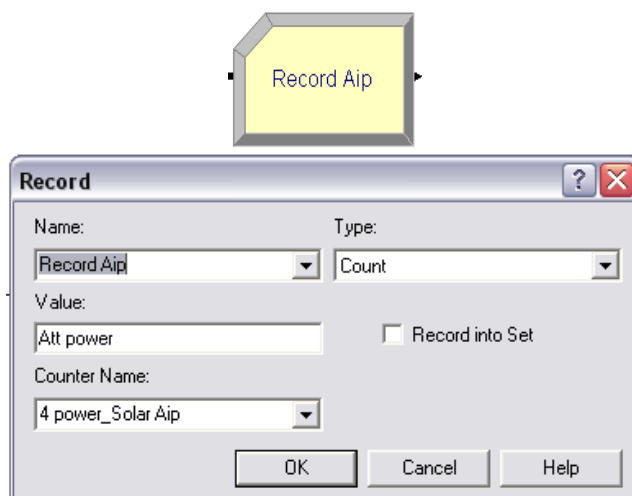 Record Aip
Record
Name:
Type:
Record Aip
Count
Value:
Att power
Record into Set
Counter Name:
4 power_Solar Aip
OK
Cancel
Help